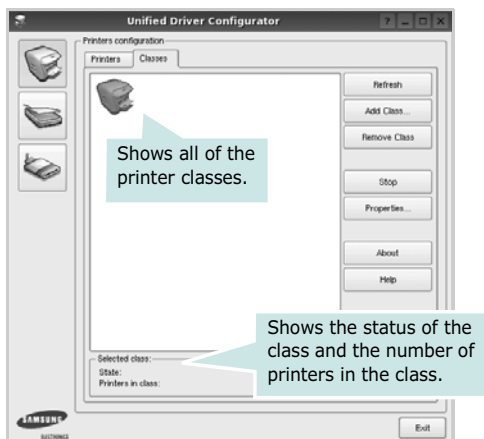 Unified Driver Configurator
Printers configuration
Printers Classes
Refresh
Add Class...
Remove Class
Stop
Properties...
About
Help
Shows all of the
printer classes.
Shows the status of the
class and the number of
printers in the class.
Selected class:
State:
Printers in class:
SAMSUNG
ELECTRONICS
Exit